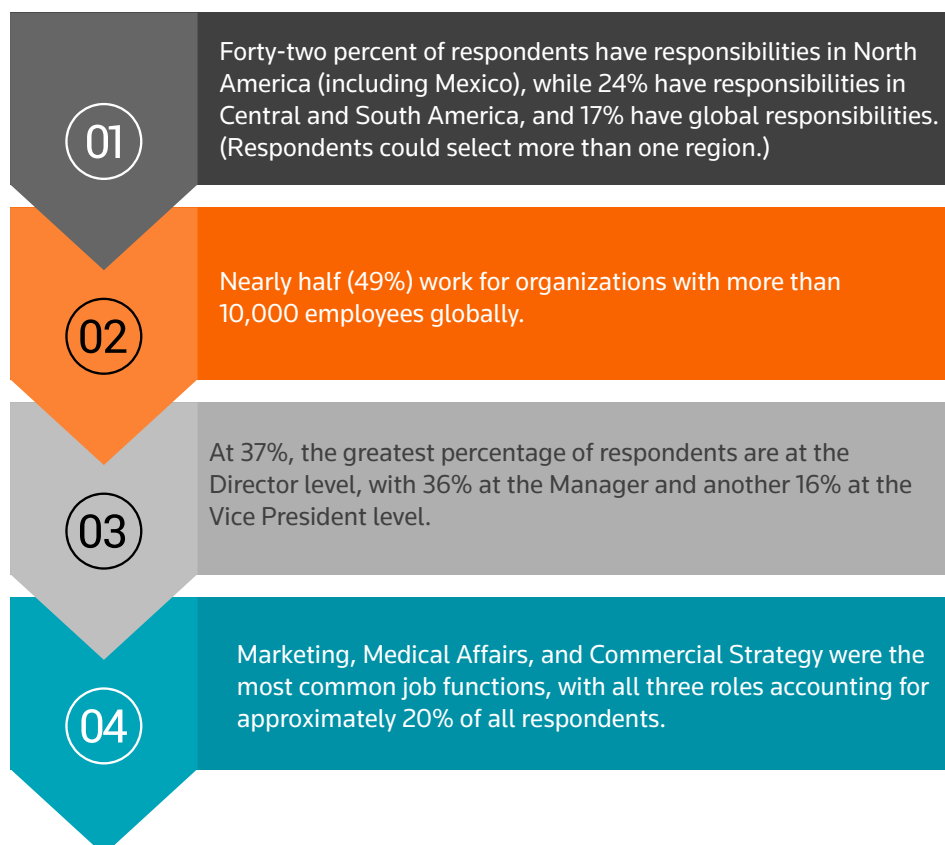 01
Forty-two percent of respondents have responsibilities in North
America (including Mexico), while 24% have responsibilities in
Central and South America, and 17% have global responsibilities.
(Respondents could select more than one region.)
02
Nearly half (49%) work for organizations with more than
10,000 employees globally.
03
At 37%, the greatest percentage of respondents are at the
Director level, with 36% at the Manager and another 16% at the
Vice President level.
04
Marketing, Medical Affairs, and Commercial Strategy were the
most common job functions, with all three roles accounting for
approximately 20% of all respondents.